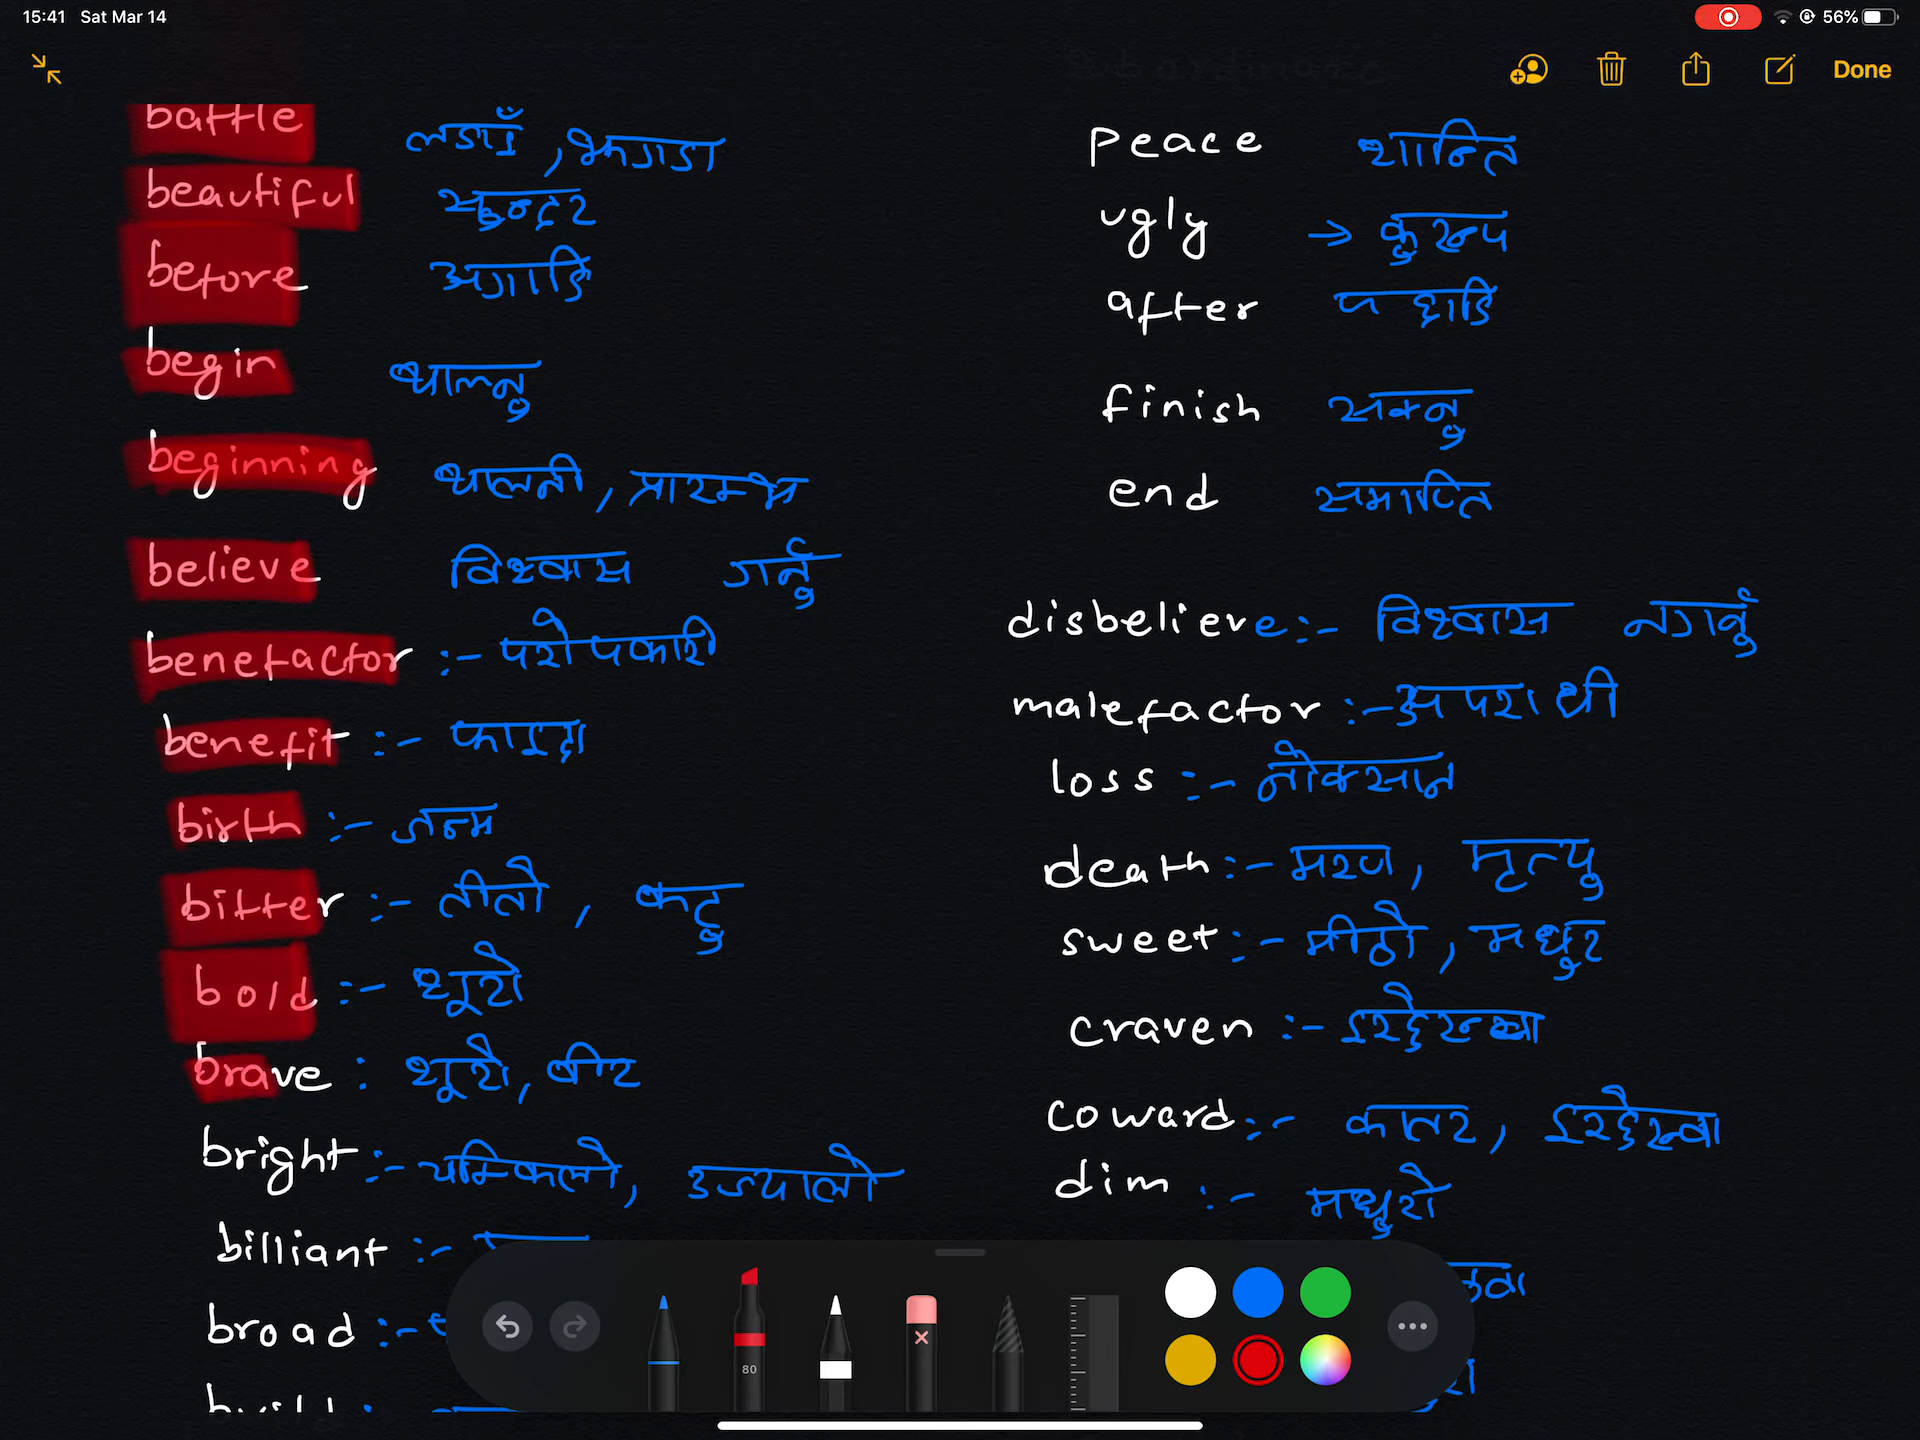 15:41 Sat Mar 14 56%
Done
battle लडाइँ, झगडा peace शान्ति
beautiful सुन्दर ugly → कुरूप
before अगाडि after पछाडि
begin थाल्नु finish सक्नु
beginning थालनी, प्रारम्भ end समाप्ति
believe विश्वास गर्नु disbelieve:- विश्वास नगर्नु
benefactor :- परोपकारी malefactor :- अपराधी
benefit :- फाइदा loss :- नोक्सान
birth :- जन्म death :- मरण, मृत्यु
bitter :- तीतो, कटु sweet :- मीठो, मधुर
bold :- शूरो craven :- डरछेरुवा
brave : शूरो, वीर coward :- कातर, डरछेरुवा
bright :- चम्किलो, उज्यालो dim :- मधुरो
billiant :-
broad :-
80